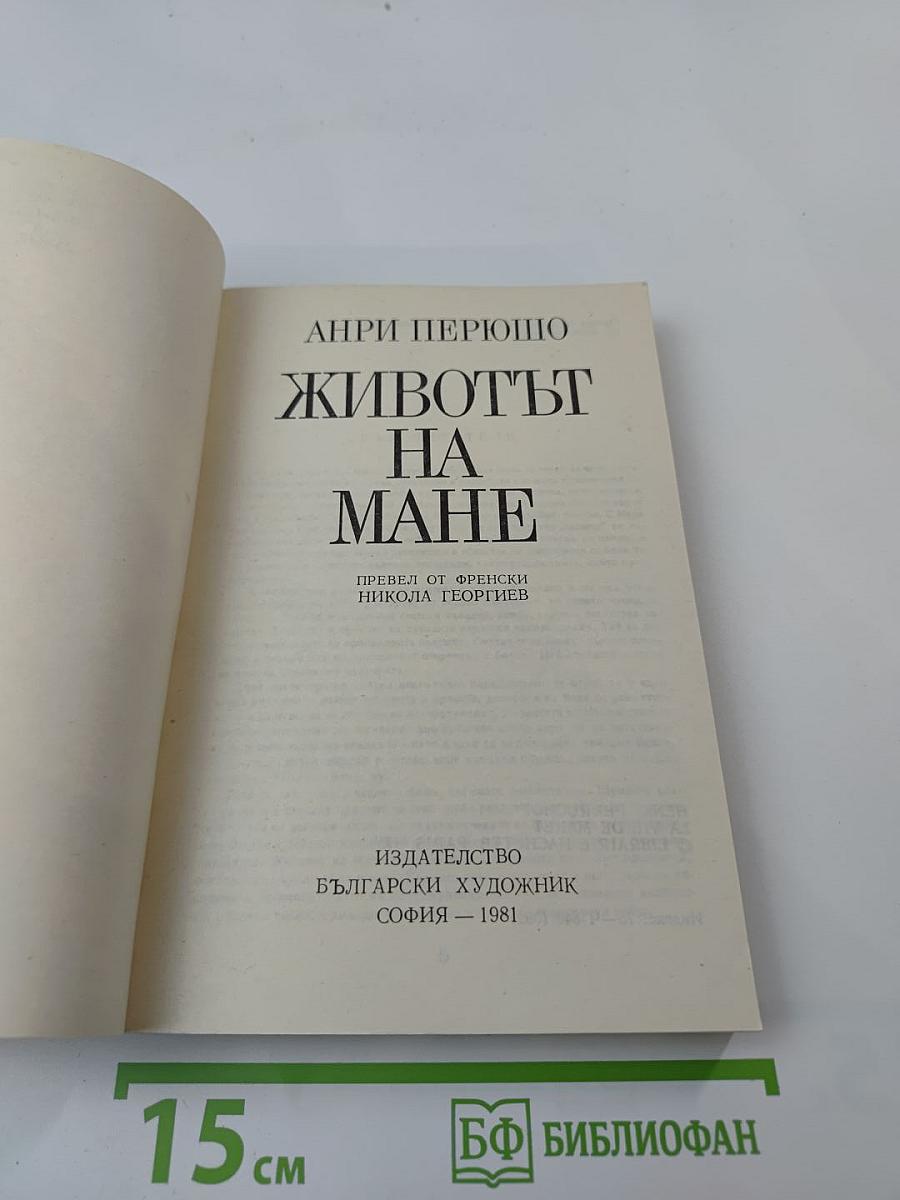 АНРИ ПЕРЮШО
ЖИВОТЪТ
НА
МАНЕ
ПРЕВЕЛ ОТ ФРЕНСКИ
НИКОЛА ГЕОРГИЕВ
ИЗДАТЕЛСТВО
БЪЛГАРСКИ ХУДОЖНИК
СОФИЯ — 1981
15 см
БФ БИБЛИОФАН